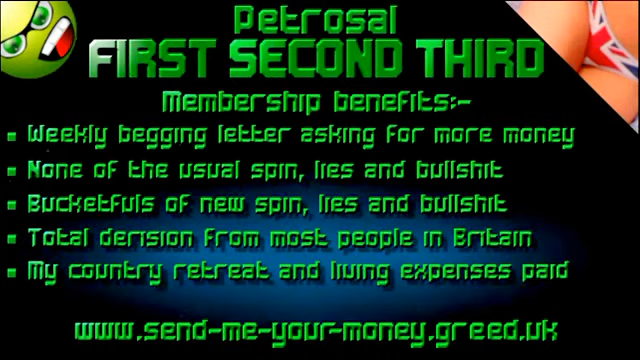 Petrosal
FIRST SECOND THIRD
Membership benefits:-
▪ Weekly begging letter asking for more money
▪ None of the usual spin, lies and bullshit
▪ Bucketfuls of new spin, lies and bullshit
▪ Total derision from most people in Britain
▪ My country retreat and living expenses paid
www.send-me-your-money.greed.uk